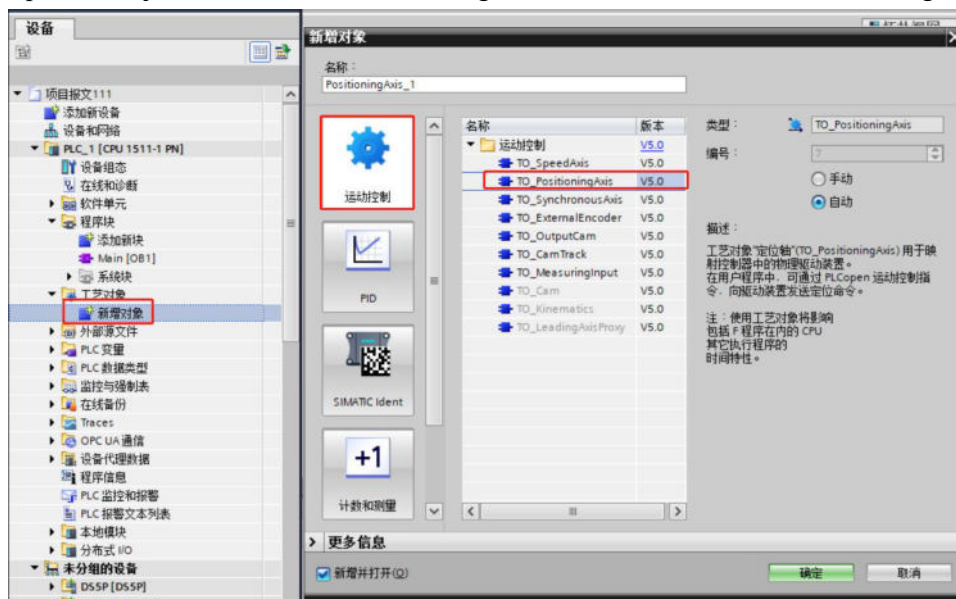 设备
新增对象
名称：
PositioningAxis_1
项目报文111
添加新设备
设备和网络
PLC_1 [CPU 1511-1 PN]
设备组态
在线和诊断
软件单元
程序块
添加新块
Main [OB1]
系统块
工艺对象
新增对象
外部源文件
PLC 变量
PLC 数据类型
监控与强制表
在线备份
Traces
OPC UA 通信
设备代理数据
程序信息
PLC 监控和报警
PLC 报警文本列表
本地模块
分布式 I/O
未分组的设备
DS5P [DS5P]
运动控制
PID
SIMATIC Ident
+1
计数和测量
名称 版本
运动控制 V5.0
TO_SpeedAxis V5.0
TO_PositioningAxis V5.0
TO_SynchronousAxis V5.0
TO_ExternalEncoder V5.0
TO_OutputCam V5.0
TO_CamTrack V5.0
TO_MeasuringInput V5.0
TO_Cam V5.0
TO_Kinematics V5.0
TO_LeadingAxisProxy V5.0
类型： TO_PositioningAxis
编号： 7
手动
自动
描述：
工艺对象"定位轴"(TO_PositioningAxis) 用于映
射控制器中的物理驱动装置。
在用户程序中，可通过 PLCopen 运动控制指
令，向驱动装置发送定位命令。
注：使用工艺对象将影响
包括 F 程序在内的 CPU
其它执行程序的
时间特性。
更多信息
新增并打开(O)
确定 取消